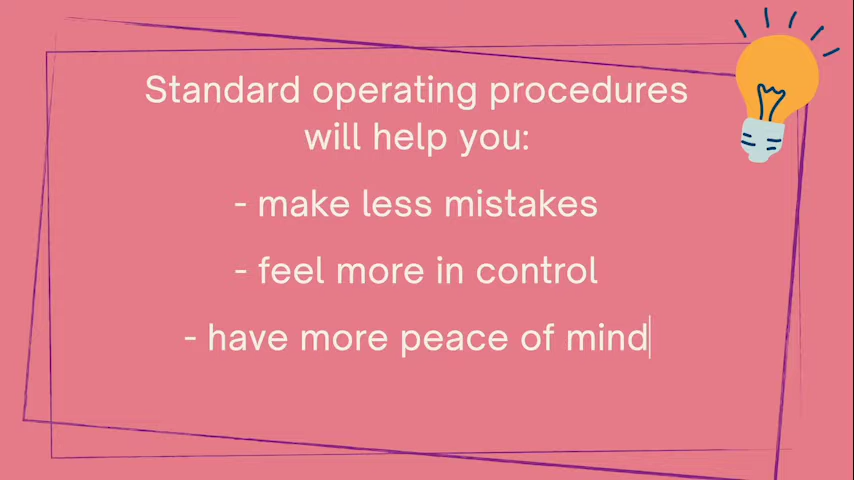 Standard operating procedures
will help you:
- make less mistakes
- feel more in control
- have more peace of mind